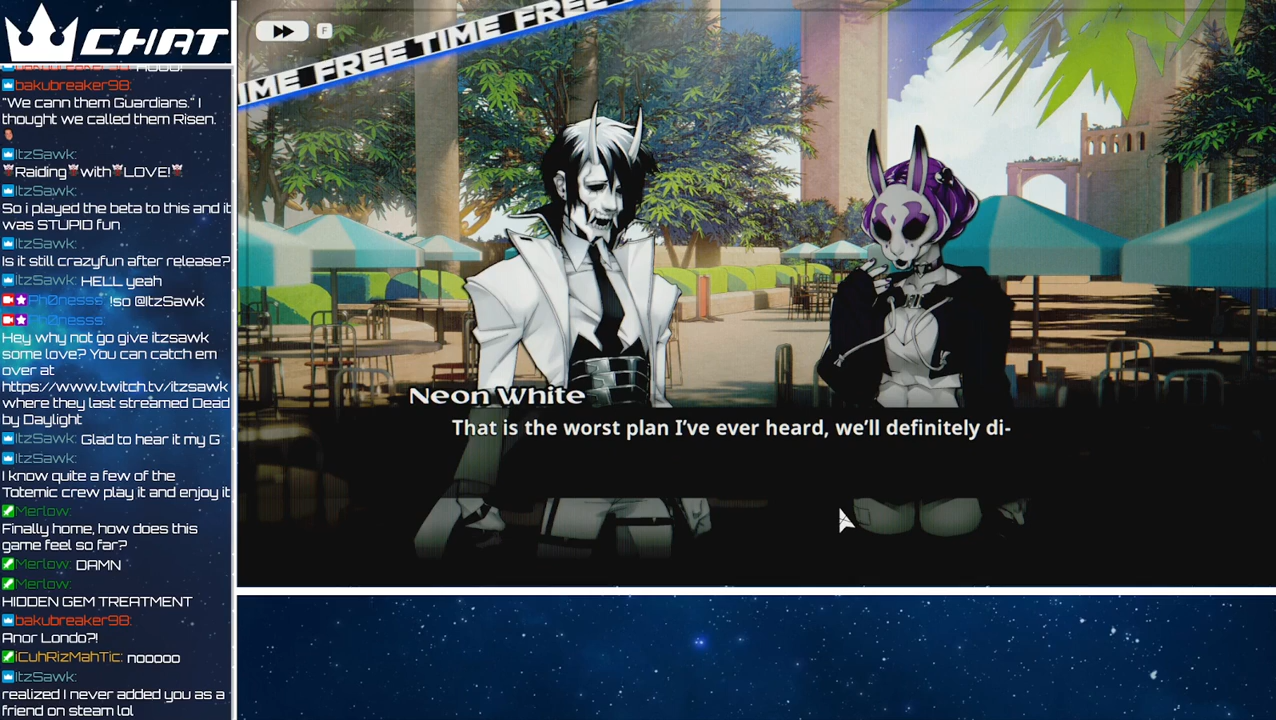 CHAT
bakubreaker98:
"We cann them Guardians." I
thought we called them Risen.
ItzSawk:
Raiding with LOVE!
ItzSawk:
So i played the beta to this and it
was STUPID fun
ItzSawk:
Is it still crazyfun after release?
ItzSawk: HELL yeah
Ph0nesss: !so @ItzSawk
Ph0nesss:
Hey why not go give itzsawk
some love? You can catch em
over at
https://www.twitch.tv/itzsawk
where they last streamed Dead
by Daylight
ItzSawk: Glad to hear it my G
ItzSawk:
I know quite a few of the
Totemic crew play it and enjoy it
Merlow:
Finally home, how does this
game feel so far?
Merlow: DAMN
Merlow:
HIDDEN GEM TREATMENT
bakubreaker98:
Anor Londo?!
iCuhRizMahTic: nooooo
ItzSawk:
realized I never added you as a
friend on steam lol
F
IME FREE TIME FREE
Neon White
That is the worst plan I've ever heard, we'll definitely di-